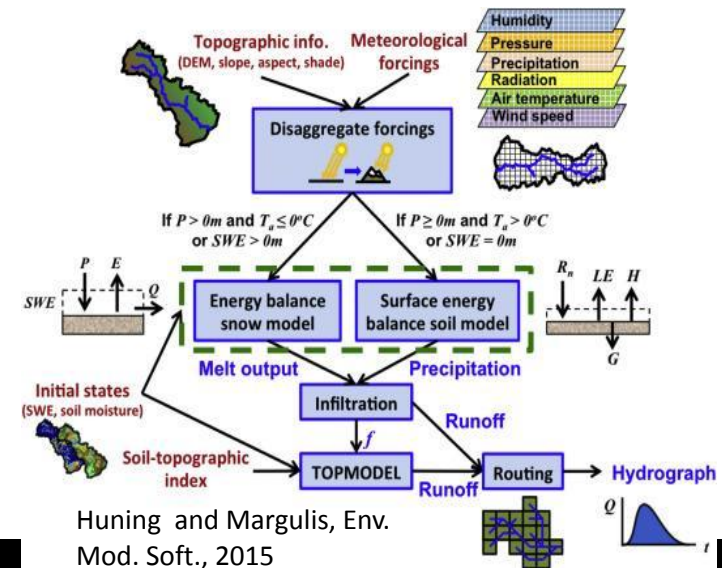 Topographic info.
(DEM, slope, aspect, shade)
Meteorological
forcings
Humidity
Pressure
Precipitation
Radiation
Air temperature
Wind speed
Disaggregate forcings
If P > 0m and Tₐ ≤ 0°C
or SWE > 0m
If P ≥ 0m and Tₐ > 0°C
or SWE = 0m
P E
Q
SWE
Energy balance
snow model
Surface energy
balance soil model
Rₙ LE H
G
Melt output
Precipitation
Initial states
(SWE, soil moisture)
Infiltration
Runoff
f
Soil-topographic
index
TOPMODEL
Runoff
Routing
Hydrograph
Q
t
Huning and Margulis, Env.
Mod. Soft., 2015